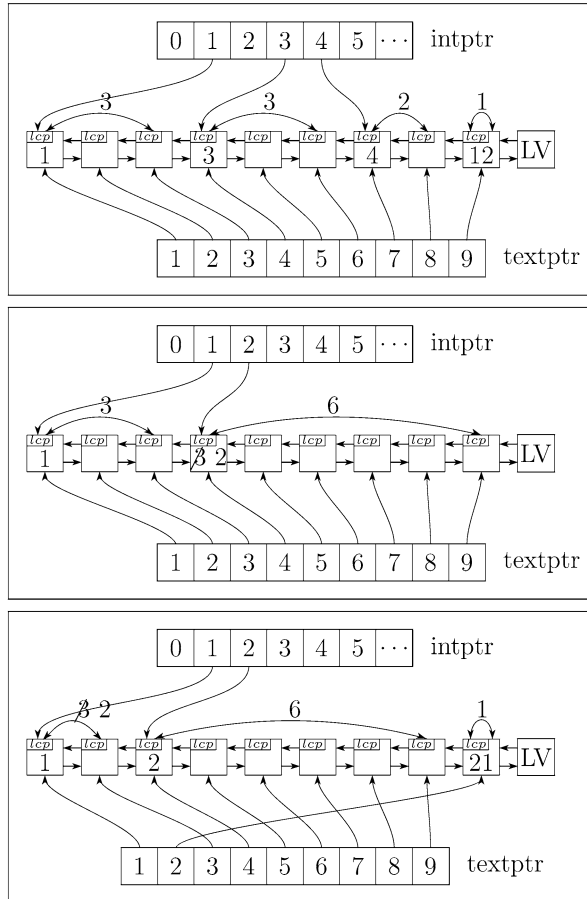 0 1 2 3 4 5 ··· intptr
3 3 2 1
lcp lcp lcp lcp lcp lcp lcp lcp lcp
1 3 4 12 LV
1 2 3 4 5 6 7 8 9 textptr
0 1 2 3 4 5 ··· intptr
3 6
lcp lcp lcp lcp lcp lcp lcp lcp lcp
1 3 2 LV
1 2 3 4 5 6 7 8 9 textptr
0 1 2 3 4 5 ··· intptr
3 2 6 1
lcp lcp lcp lcp lcp lcp lcp lcp lcp
1 2 21 LV
1 2 3 4 5 6 7 8 9 textptr